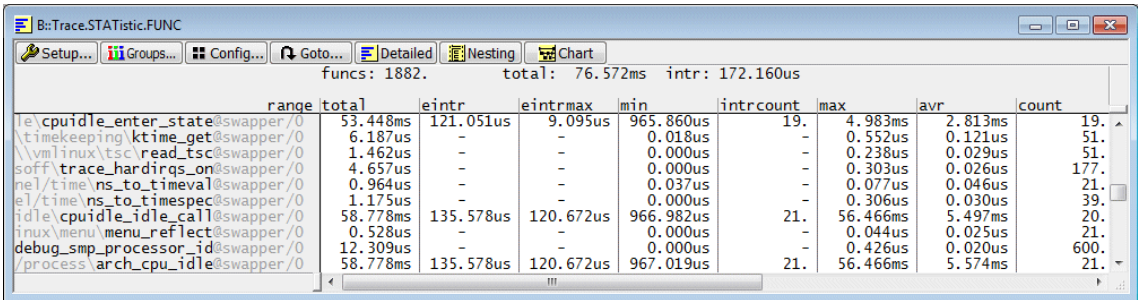 B::Trace.STATistic.FUNC
Setup... Groups... Config... Goto... Detailed Nesting Chart
funcs: 1882. total: 76.572ms intr: 172.160us
range total eintr eintrmax min intrcount max avr count
le\cpuidle_enter_state@swapper/0 53.448ms 121.051us 9.095us 965.860us 19. 4.983ms 2.813ms 19.
\timekeeping\ktime_get@swapper/0 6.187us - - 0.018us - 0.552us 0.121us 51.
\\vmlinux\tsc\read_tsc@swapper/0 1.462us - - 0.000us - 0.238us 0.029us 51.
soff\trace_hardirqs_on@swapper/0 4.657us - - 0.000us - 0.303us 0.026us 177.
nel/time\ns_to_timeval@swapper/0 0.964us - - 0.037us - 0.077us 0.046us 21.
el/time\ns_to_timespec@swapper/0 1.175us - - 0.000us - 0.306us 0.030us 39.
idle\cpuidle_idle_call@swapper/0 58.778ms 135.578us 120.672us 966.982us 21. 56.466ms 5.497ms 20.
inux\menu\menu_reflect@swapper/0 0.528us - - 0.000us - 0.044us 0.025us 21.
debug_smp_processor_id@swapper/0 12.309us - - 0.000us - 0.426us 0.020us 600.
/process\arch_cpu_idle@swapper/0 58.778ms 135.578us 120.672us 967.019us 21. 56.466ms 5.574ms 21.